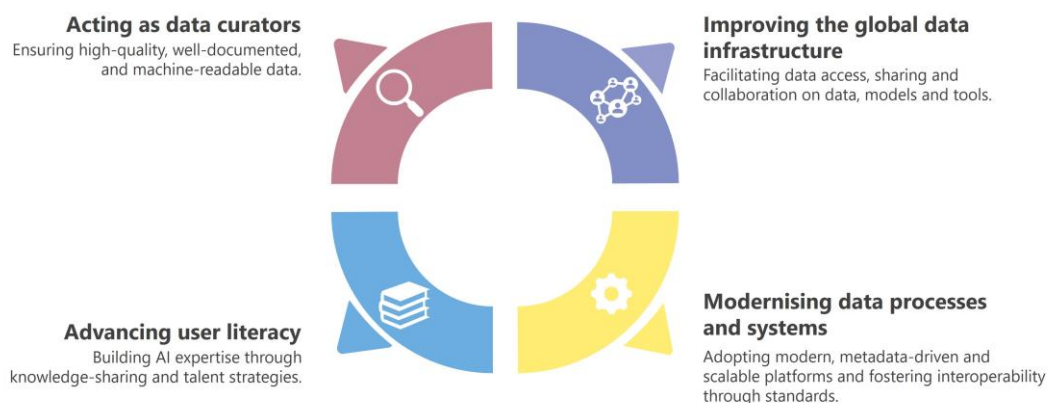 Acting as data curators
Ensuring high-quality, well-documented,
and machine-readable data.
Improving the global data
infrastructure
Facilitating data access, sharing and
collaboration on data, models and tools.
Advancing user literacy
Building AI expertise through
knowledge-sharing and talent strategies.
Modernising data processes
and systems
Adopting modern, metadata-driven and
scalable platforms and fostering interoperability
through standards.